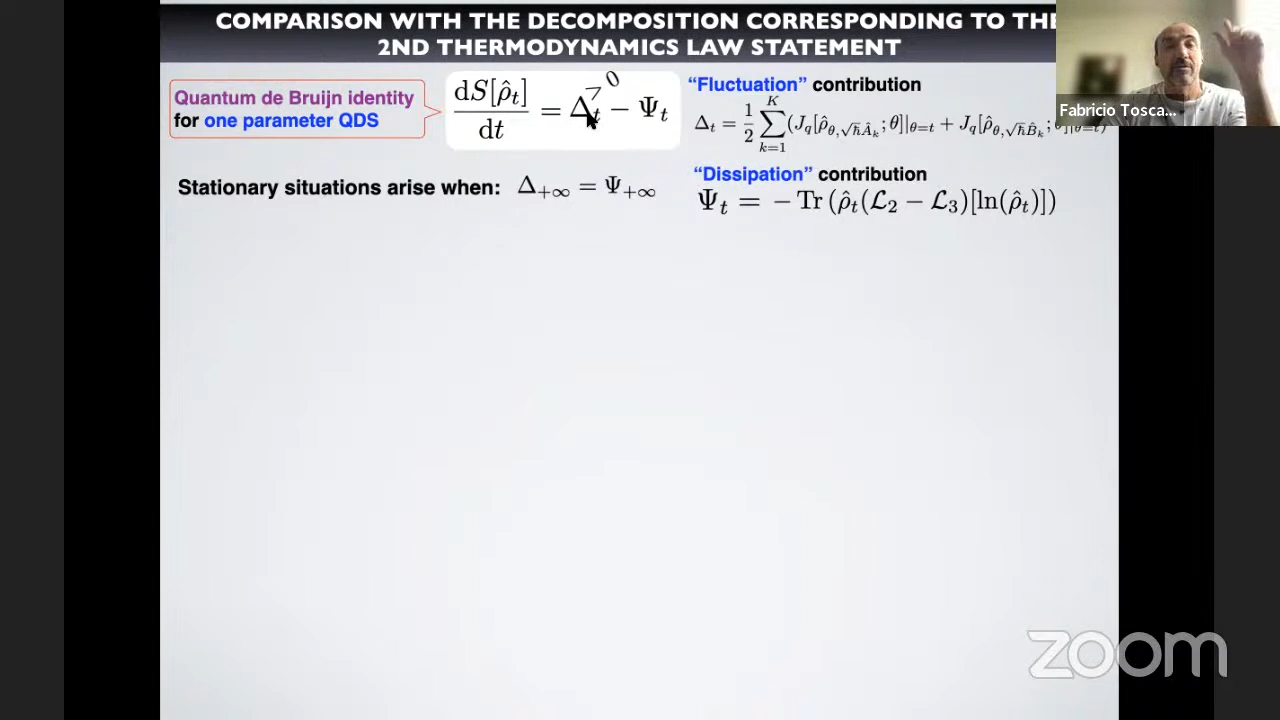 COMPARISON WITH THE DECOMPOSITION CORRESPONDING TO THE
2ND THERMODYNAMICS LAW STATEMENT
Quantum de Bruijn identity
for one parameter QDS
dS[ρ̂_t]/dt = Δ_t − Ψ_t
> 0
"Fluctuation" contribution
Δ_t = 1/2 ∑_{k=1}^{K} (J_q[ρ̂_{θ,√ħÂ_k}; θ]|_{θ=t} + J_q[ρ̂_{θ,√ħB̂_k}; θ]|_{θ=t})
Stationary situations arise when: Δ_{+∞} = Ψ_{+∞}
"Dissipation" contribution
Ψ_t = − Tr (ρ̂_t(ℒ_2 − ℒ_3)[ln(ρ̂_t)])
Fabricio Tosca...
zoom